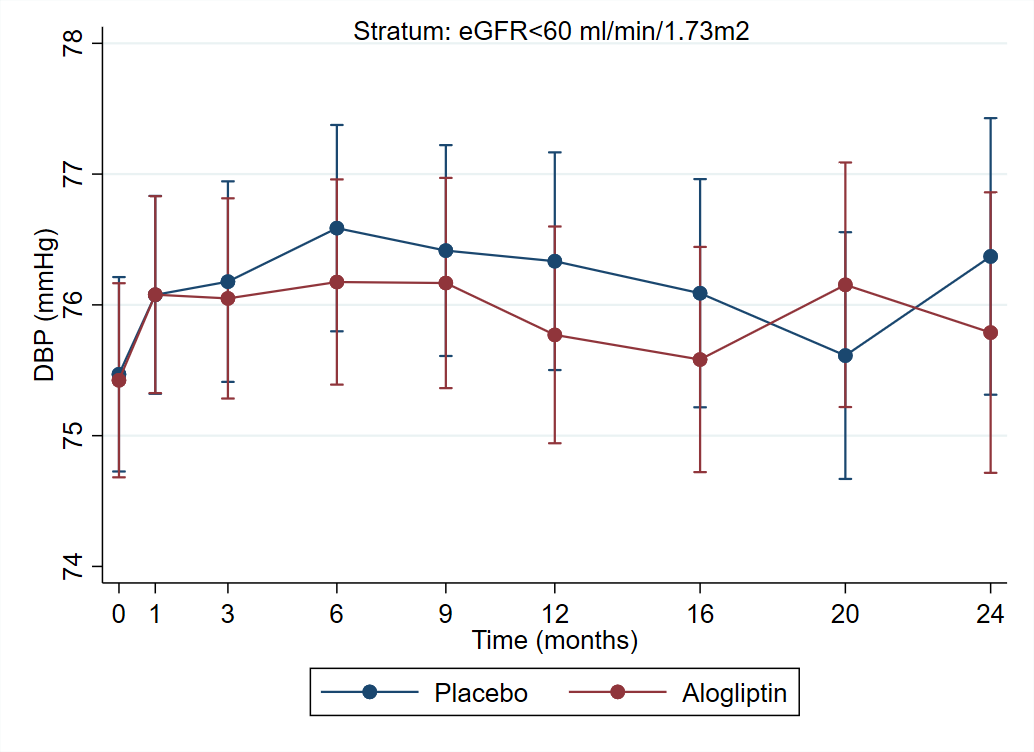 Stratum: eGFR<60 ml/min/1.73m2
78
77
76
75
74
DBP (mmHg)
0 1 3 6 9 12 16 20 24
Time (months)
Placebo Alogliptin